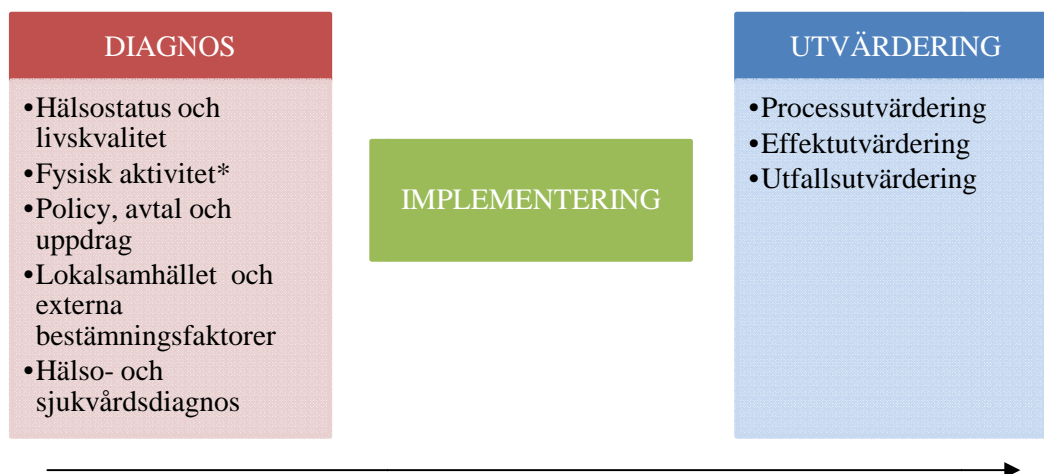 DIAGNOS
•Hälsostatus och
livskvalitet
•Fysisk aktivitet*
•Policy, avtal och
uppdrag
•Lokalsamhället och
externa
bestämningsfaktorer
•Hälso- och
sjukvårdsdiagnos
IMPLEMENTERING
UTVÄRDERING
•Processutvärdering
•Effektutvärdering
•Utfallsutvärdering